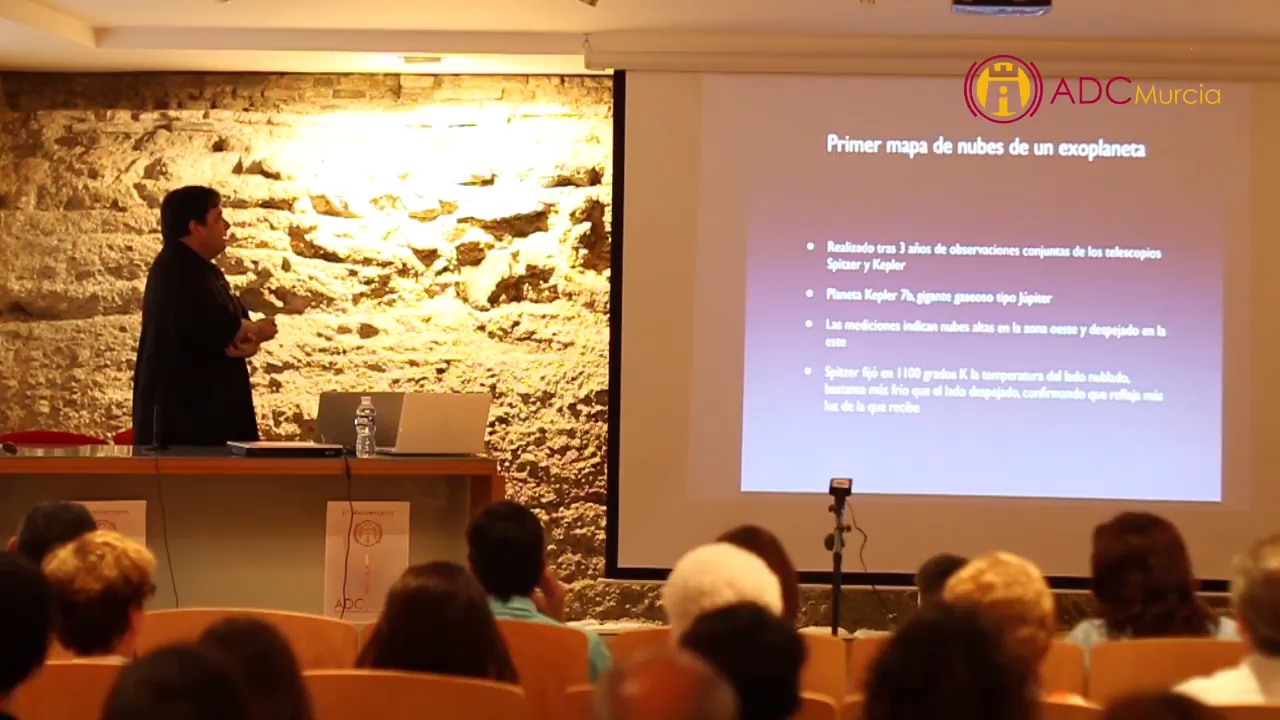 ADCMurcia
Primer mapa de nubes de un exoplaneta
• Realizado tras 3 años de observaciones conjuntas de los telescopios
Spitzer y Kepler
• Planeta Kepler 7b, gigante gaseoso tipo Júpiter
• Las mediciones indican nubes altas en la zona oeste y despejado en la
este
• Spitzer fijó en 1100 grados K la temperatura del lado nublado,
bastante más frío que el lado despejado, confirmando que refleja más
luz de la que recibe
ADC